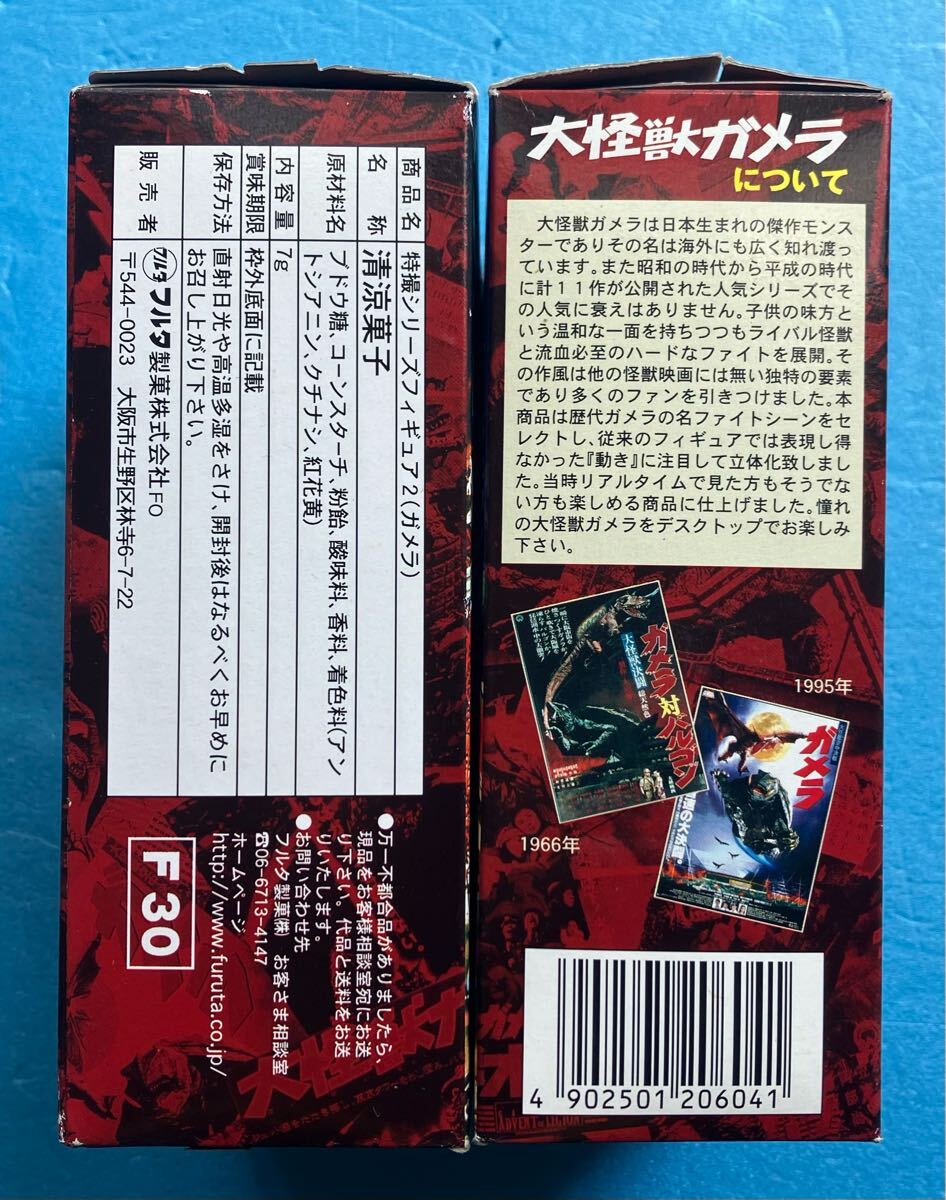 商品名 特撮シリーズフィギュア2(ガメラ)
名称 清涼菓子
原材料名 ブドウ糖、コーンスターチ、粉飴、酸味料、香料、着色料(アン
トシアニン、クチナシ、紅花黄)
内容量 7g
賞味期限 枠外底面に記載
保存方法 直射日光や高温多湿をさけ、開封後はなるべくお早めに
お召し上がり下さい。
販売者 フルタ フルタ製菓株式会社FO
〒544-0023 大阪市生野区林寺6-7-22
●万一不都合品がありましたら、
現品をお客様相談室宛にお送
り下さい。代品と送料をお送
りいたします。
●お問い合わせ先
フルタ製菓㈱ お客さま相談室
☎06-6713-4147
ホームページ
http://www.furuta.co.jp/
F30
大怪獣ガメラ
について
大怪獣ガメラは日本生まれの傑作モンス
ターでありその名は海外にも広く知れ渡っ
ています。また昭和の時代から平成の時代
に計11作が公開された人気シリーズでそ
の人気に衰えはありません。子供の味方と
いう温和な一面を持ちつつもライバル怪獣
と流血必至のハードなファイトを展開。そ
の作風は他の怪獣映画には無い独特の要素
であり多くのファンを引きつけました。本
商品は歴代ガメラの名ファイトシーンをセ
レクトし、従来のフィギュアでは表現し得
なかった『動き』に注目して立体化致しまし
た。当時リアルタイムで見た方もそうでな
い方も楽しめる商品に仕上げました。憧れ
の大怪獣ガメラをデスクトップでお楽しみ
下さい。
大怪獣決闘
総天然色
ガメラ対バルゴン
1966年
1995年
ガメラ
の大決闘
4 902501 206041